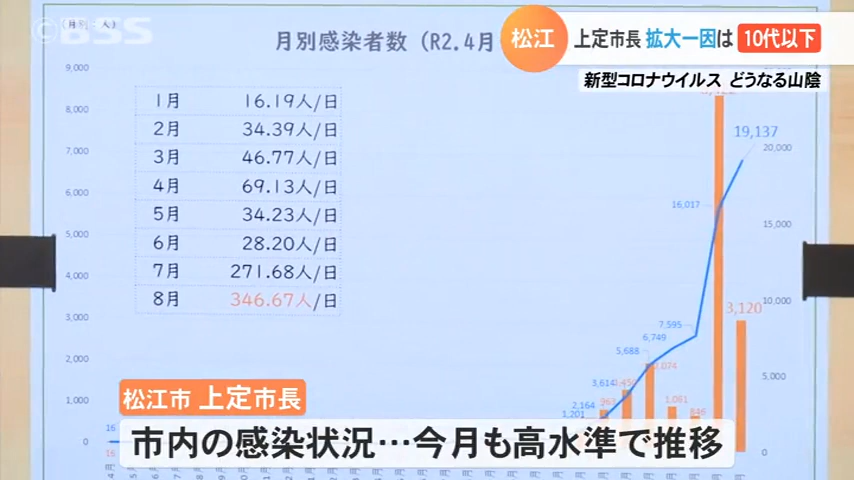 ©BSS
松江
上定市長 拡大一因は 10代以下
新型コロナウイルス どうなる山陰
月別感染者数（R2.4月
1月 16.19人/日
2月 34.39人/日
3月 46.77人/日
4月 69.13人/日
5月 34.23人/日
6月 28.20人/日
7月 271.68人/日
8月 346.67人/日
9,000
8,000
7,000
6,000
5,000
4,000
3,000
2,000
1,000
0
20,000
15,000
10,000
5,000
0
19,137
16,017
7,595
6,749
5,688
3,614
2,164
1,201
3,120
846
1,061
963
16
16
松江市 上定市長
市内の感染状況…今月も高水準で推移